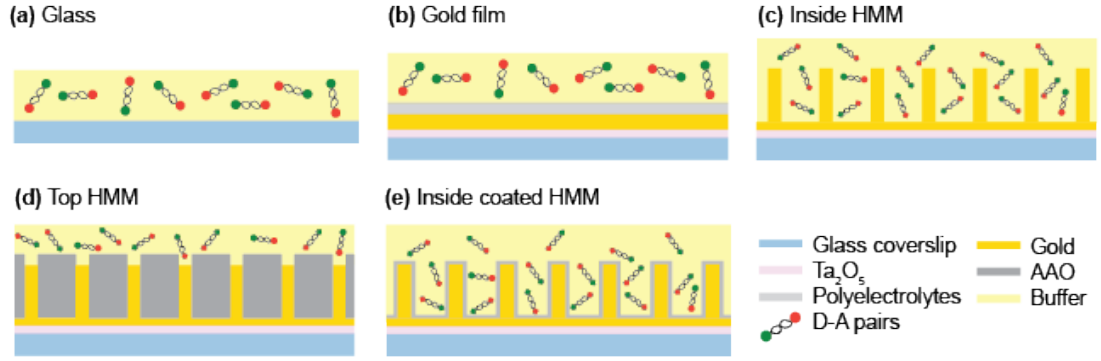 (a) Glass
(b) Gold film
(c) Inside HMM
(d) Top HMM
(e) Inside coated HMM
Glass coverslip
Gold
Ta₂O₅
AAO
Polyelectrolytes
Buffer
D-A pairs